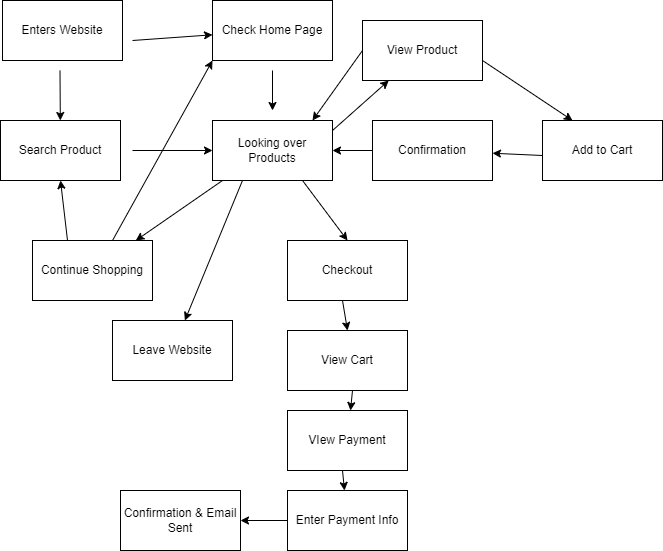 Enters Website
Check Home Page
View Product
Search Product
Looking over
Products
Confirmation
Add to Cart
Continue Shopping
Checkout
Leave Website
View Cart
VIew Payment
Confirmation & Email
Sent
Enter Payment Info